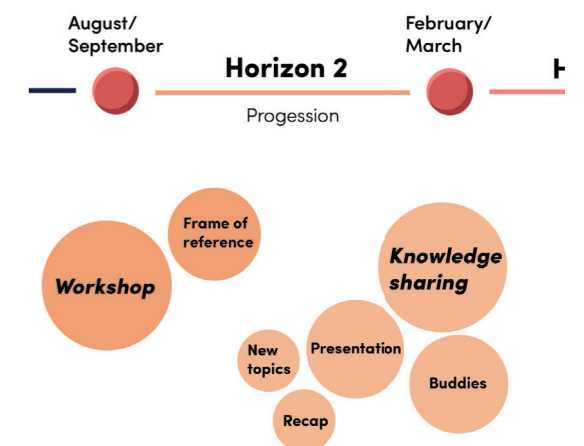 August/
September
February/
March
Horizon 2
H
Progession
Frame of
reference
Workshop
Knowledge
sharing
New
topics
Presentation
Buddies
Recap